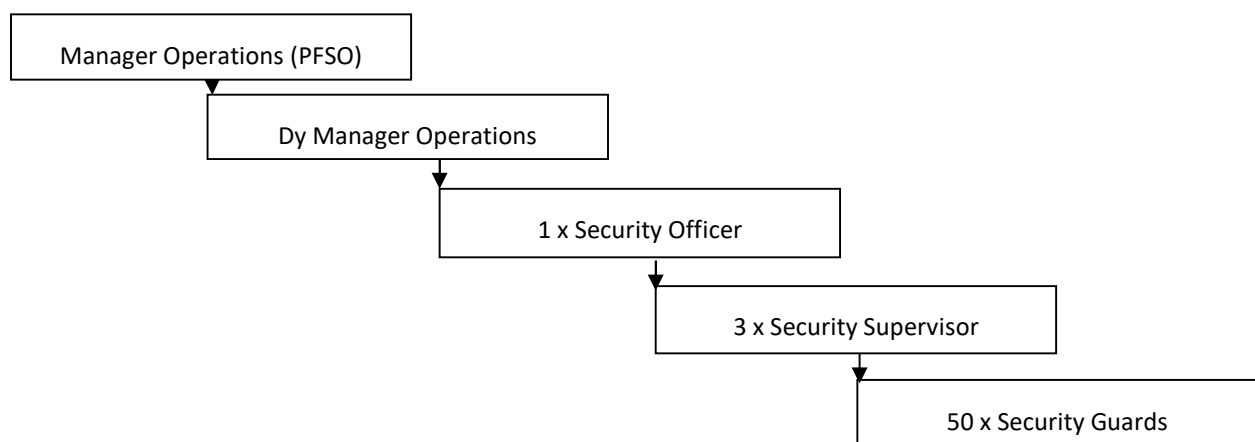 Manager Operations (PFSO)
Dy Manager Operations
1 x Security Officer
3 x Security Supervisor
50 x Security Guards